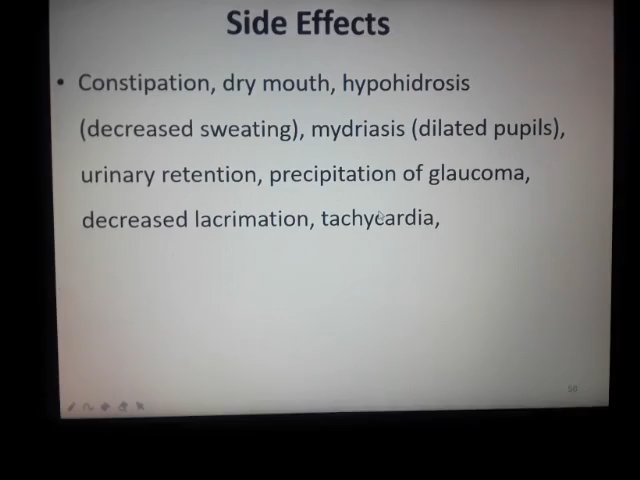 Side Effects
• Constipation, dry mouth, hypohidrosis
(decreased sweating), mydriasis (dilated pupils),
urinary retention, precipitation of glaucoma,
decreased lacrimation, tachycardia,
50